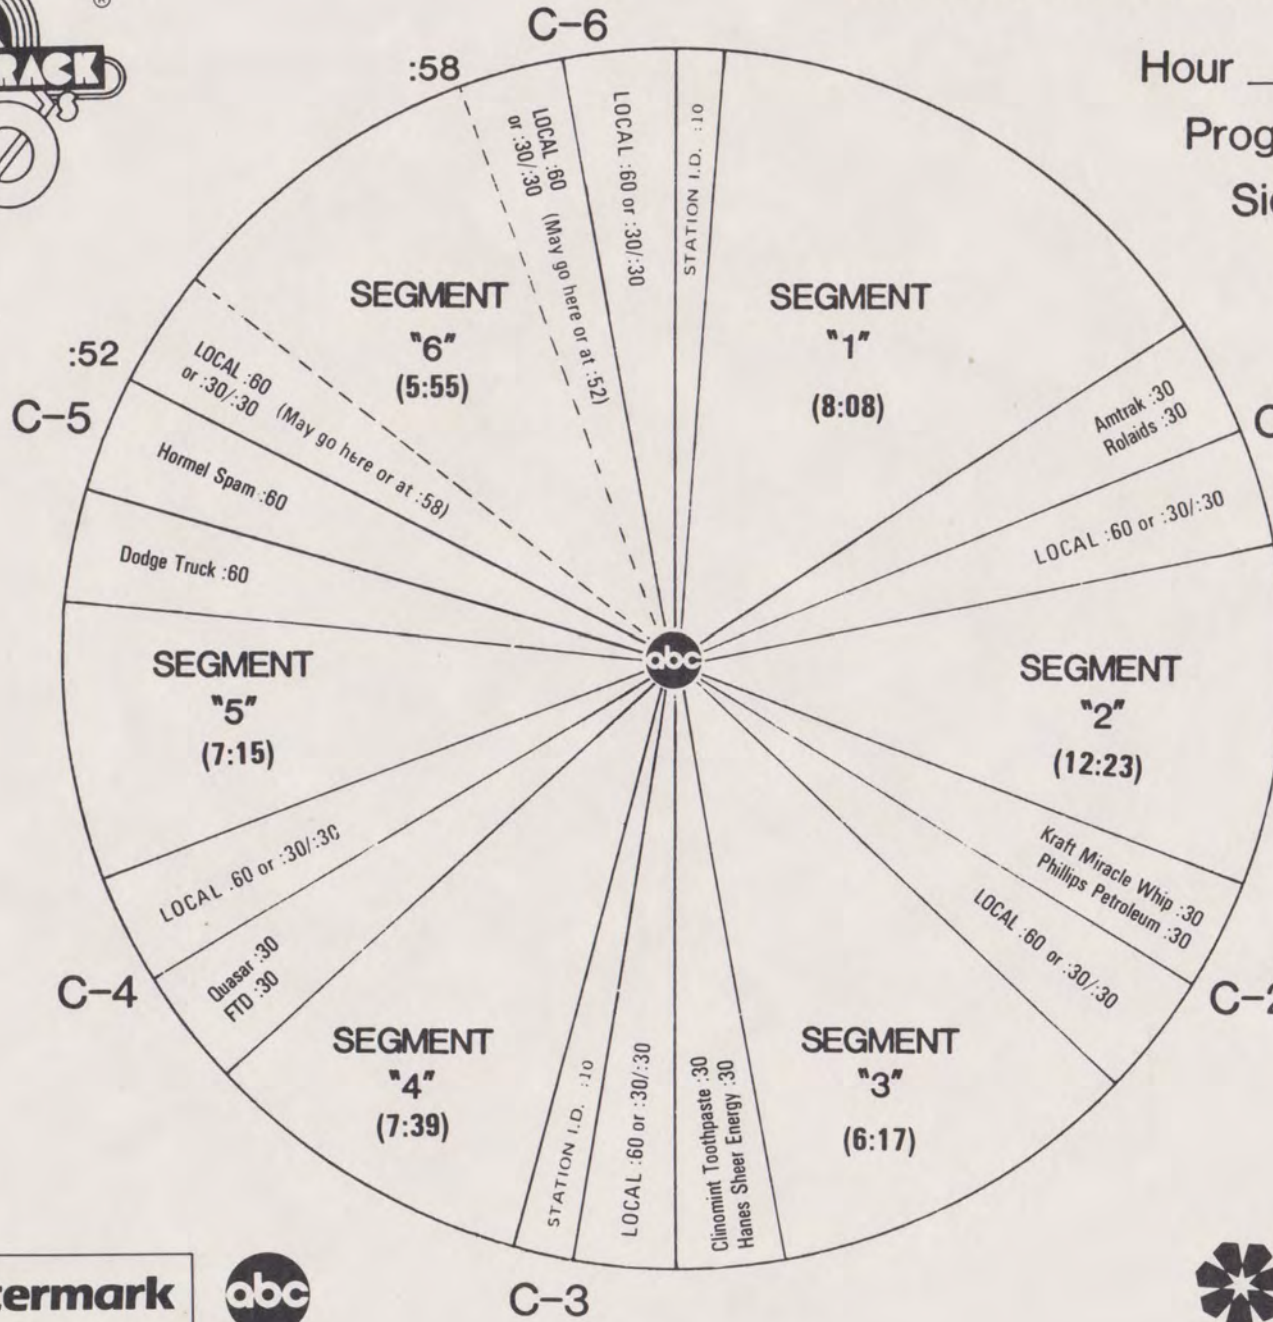 RACK
®
C-6
:58
Hour
STATION I.D. :10
LOCAL :60 or :30/:30
LOCAL :60
or :30/:30 (May go here or at :52)
SEGMENT
"1"
(8:08)
Amtrak :30
Rolaids :30
LOCAL :60 or :30/:30
SEGMENT
"2"
(12:23)
Kraft Miracle Whip :30
Phillips Petroleum :30
C-2
LOCAL :60 or :30/:30
SEGMENT
"3"
(6:17)
Clinomint Toothpaste :30
Hanes Sheer Energy :30
C-3
LOCAL :60 or :30/:30
STATION I.D. :10
SEGMENT
"4"
(7:39)
Quasar :30
FTD :30
C-4
LOCAL :60 or :30/:30
SEGMENT
"5"
(7:15)
Dodge Truck :60
Hormel Spam :60
C-5
:52
LOCAL :60
or :30/:30 (May go here or at :58)
SEGMENT
"6"
(5:55)
abc
termark
abc